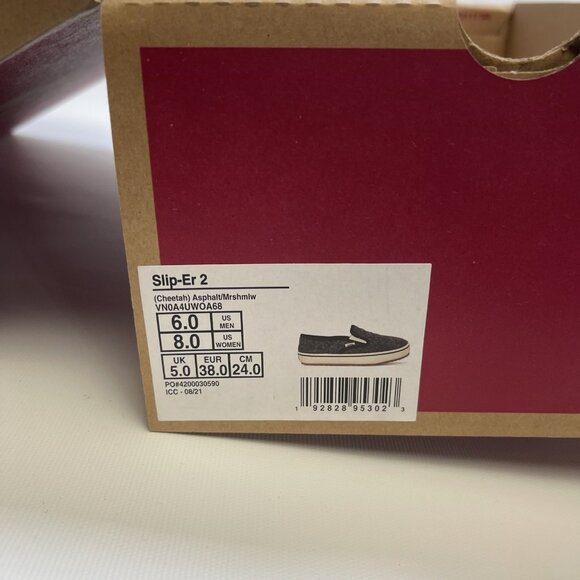 Slip-Er 2
(Cheetah) Asphalt/Mrshmlw
VN0A4UWOA68
6.0 US MEN
8.0 US WOMEN
UK 5.0 EUR 38.0 CM 24.0
PO#4200030590
ICC - 08/21
1 92828 95302 3